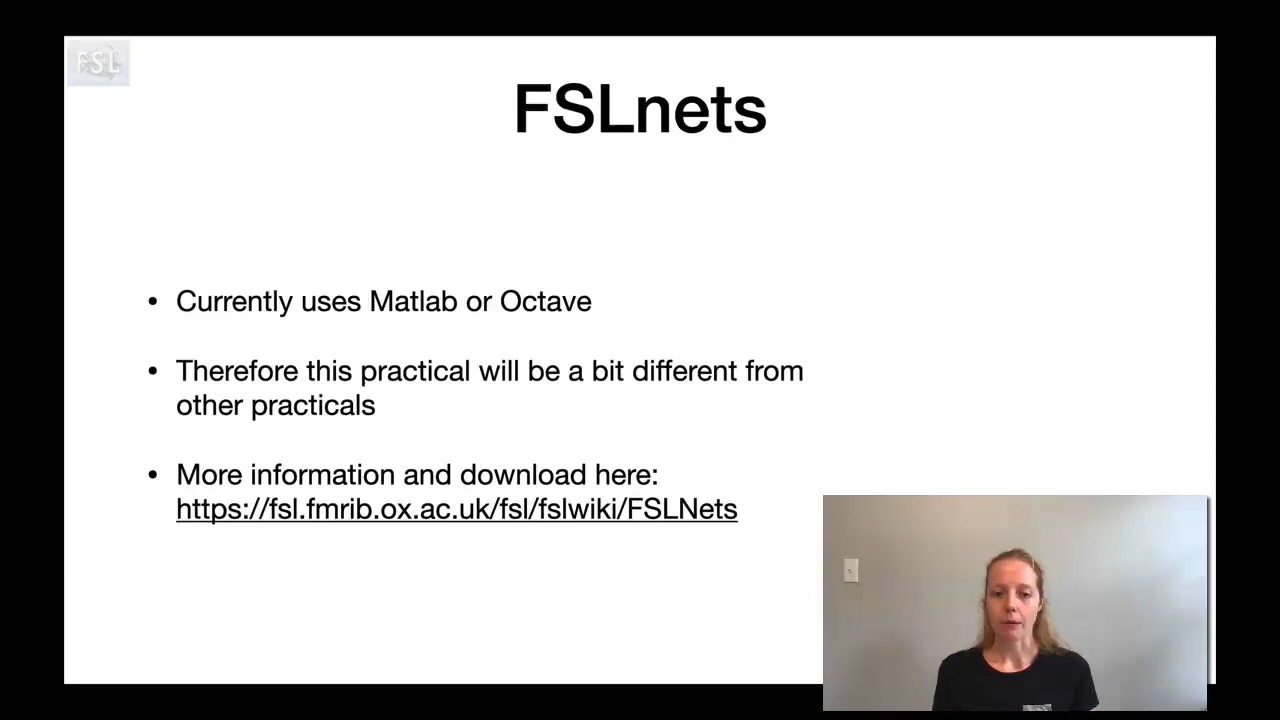 FSL
FSLnets
• Currently uses Matlab or Octave
• Therefore this practical will be a bit different from
other practicals
• More information and download here:
https://fsl.fmrib.ox.ac.uk/fsl/fslwiki/FSLNets